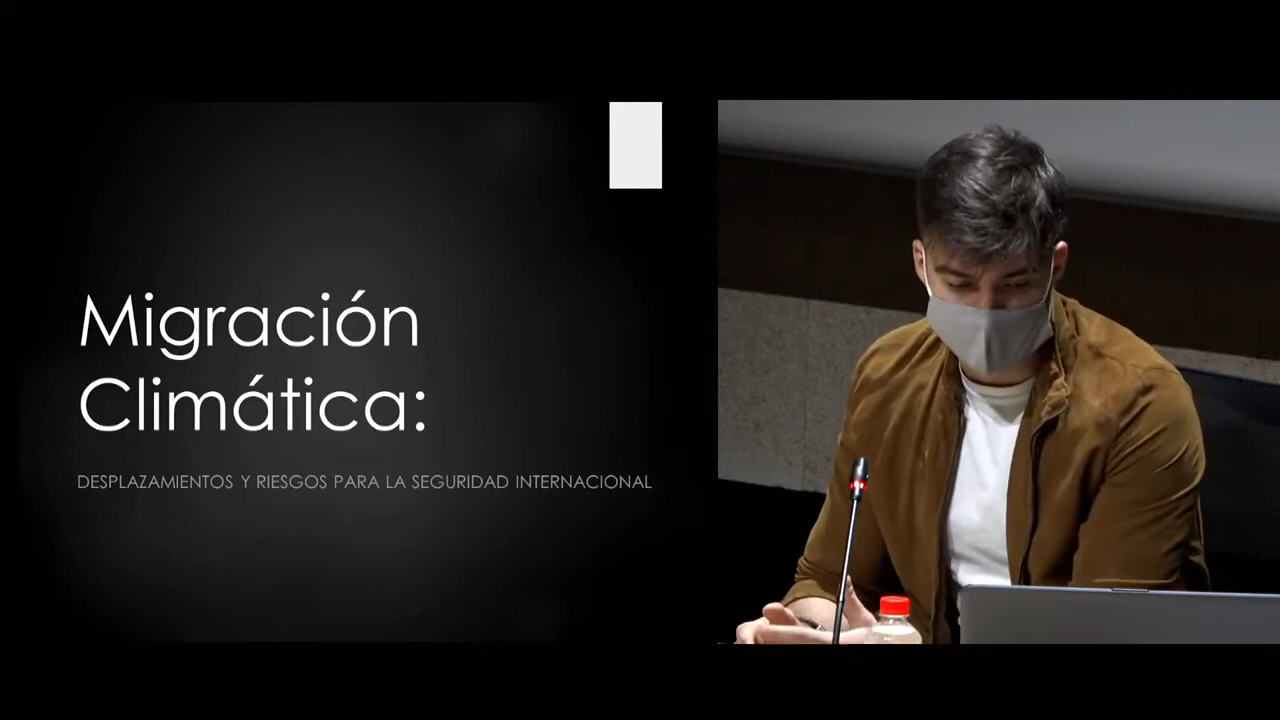 Migración
Climática:
DESPLAZAMIENTOS Y RIESGOS PARA LA SEGURIDAD INTERNACIONAL